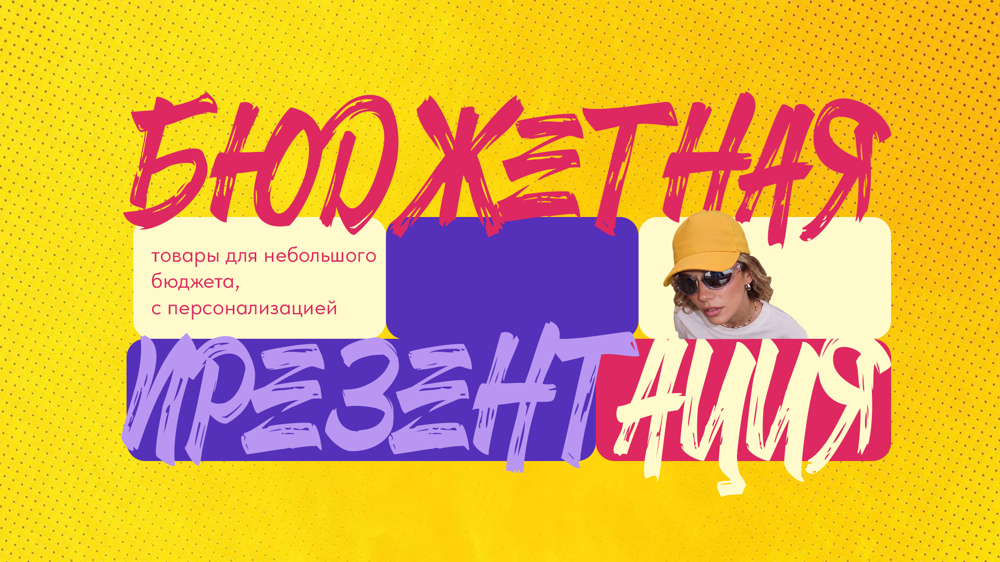 БЮДЖЕТНАЯ
товары для небольшого
бюджета,
с персонализацией
ПРЕЗЕНТАЦИЯ